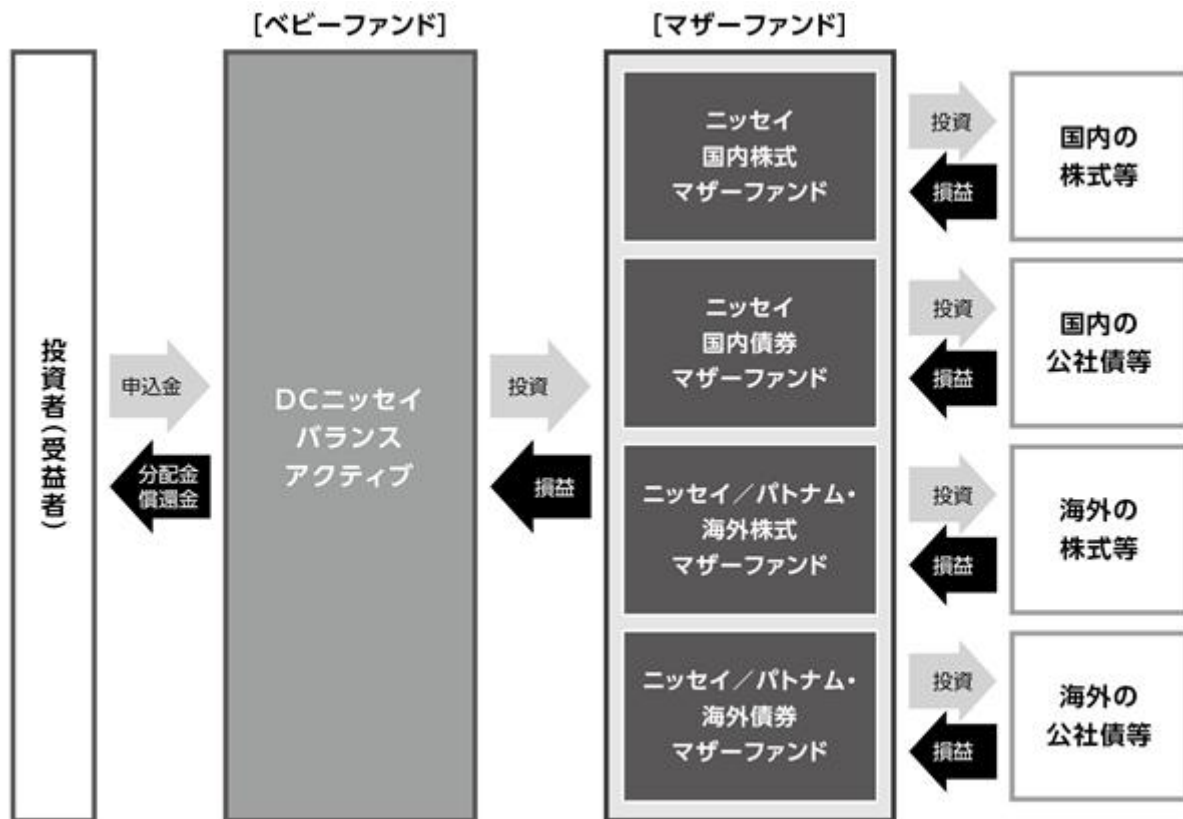 [ベビーファンド]
[マザーファンド]
投資者(受益者)
申込金
分配金
償還金
DCニッセイ
バランス
アクティブ
投資
損益
ニッセイ
国内株式
マザーファンド
投資
損益
国内の
株式等
ニッセイ
国内債券
マザーファンド
投資
損益
国内の
公社債等
ニッセイ／パトナム・
海外株式
マザーファンド
投資
損益
海外の
株式等
ニッセイ／パトナム・
海外債券
マザーファンド
投資
損益
海外の
公社債等